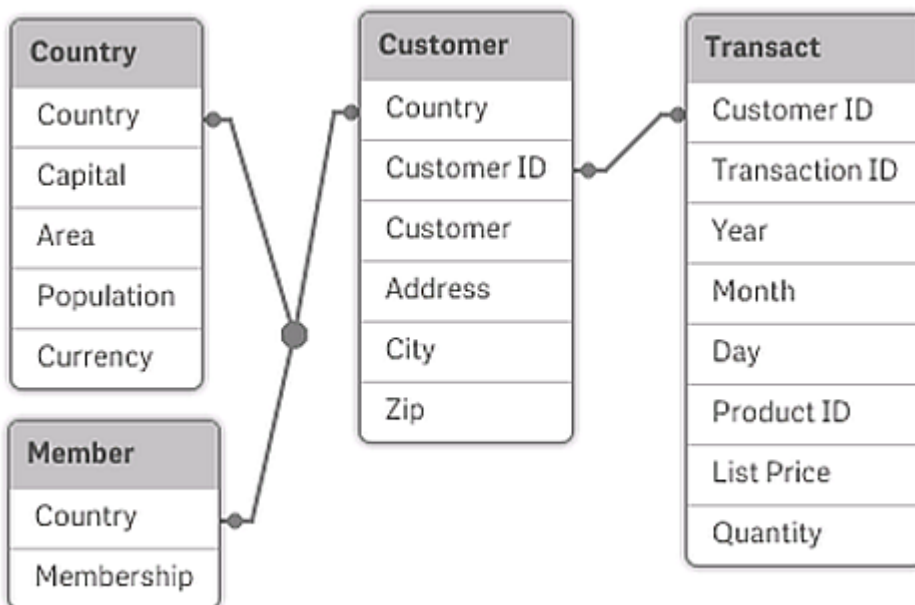 Country
Country
Capital
Area
Population
Currency
Member
Country
Membership
Customer
Country
Customer ID
Customer
Address
City
Zip
Transact
Customer ID
Transaction ID
Year
Month
Day
Product ID
List Price
Quantity